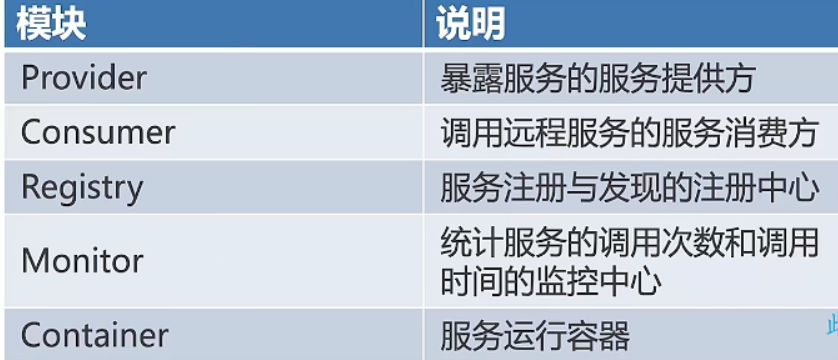 模块 说明
Provider 暴露服务的服务提供方
Consumer 调用远程服务的服务消费方
Registry 服务注册与发现的注册中心
Monitor 统计服务的调用次数和调用
时间的监控中心
Container 服务运行容器